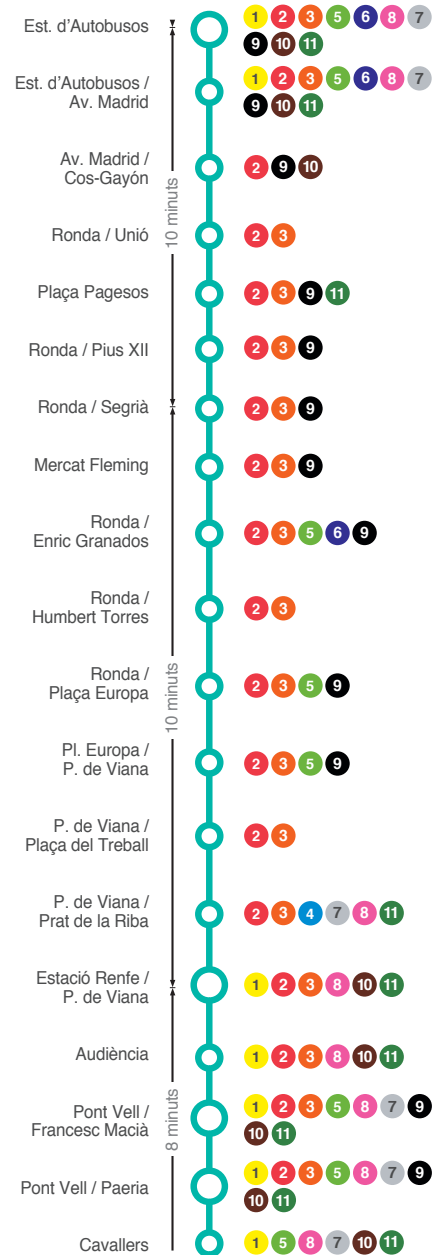 Est. d'Autobusos
1 2 3 5 6 8 7
9 10 11
Est. d'Autobusos /
Av. Madrid
1 2 3 5 6 8 7
9 10 11
Av. Madrid /
Cos-Gayón
2 9 10
10 minuts
Ronda / Unió
2 3
Plaça Pagesos
2 3 9 11
Ronda / Pius XII
2 3 9
Ronda / Segrià
2 3 9
Mercat Fleming
2 3 9
Ronda /
Enric Granados
2 3 5 6 9
Ronda /
Humbert Torres
2 3
10 minuts
Ronda /
Plaça Europa
2 3 5 9
Pl. Europa /
P. de Viana
2 3 5 9
P. de Viana /
Plaça del Treball
2 3
P. de Viana /
Prat de la Riba
2 3 4 7 8 11
Estació Renfe /
P. de Viana
1 2 3 8 10 11
Audiència
1 2 3 8 10 11
8 minuts
Pont Vell /
Francesc Macià
1 2 3 5 8 7 9
10 11
Pont Vell / Paeria
1 2 3 5 8 7 9
10 11
Cavallers
1 5 8 7 10 11